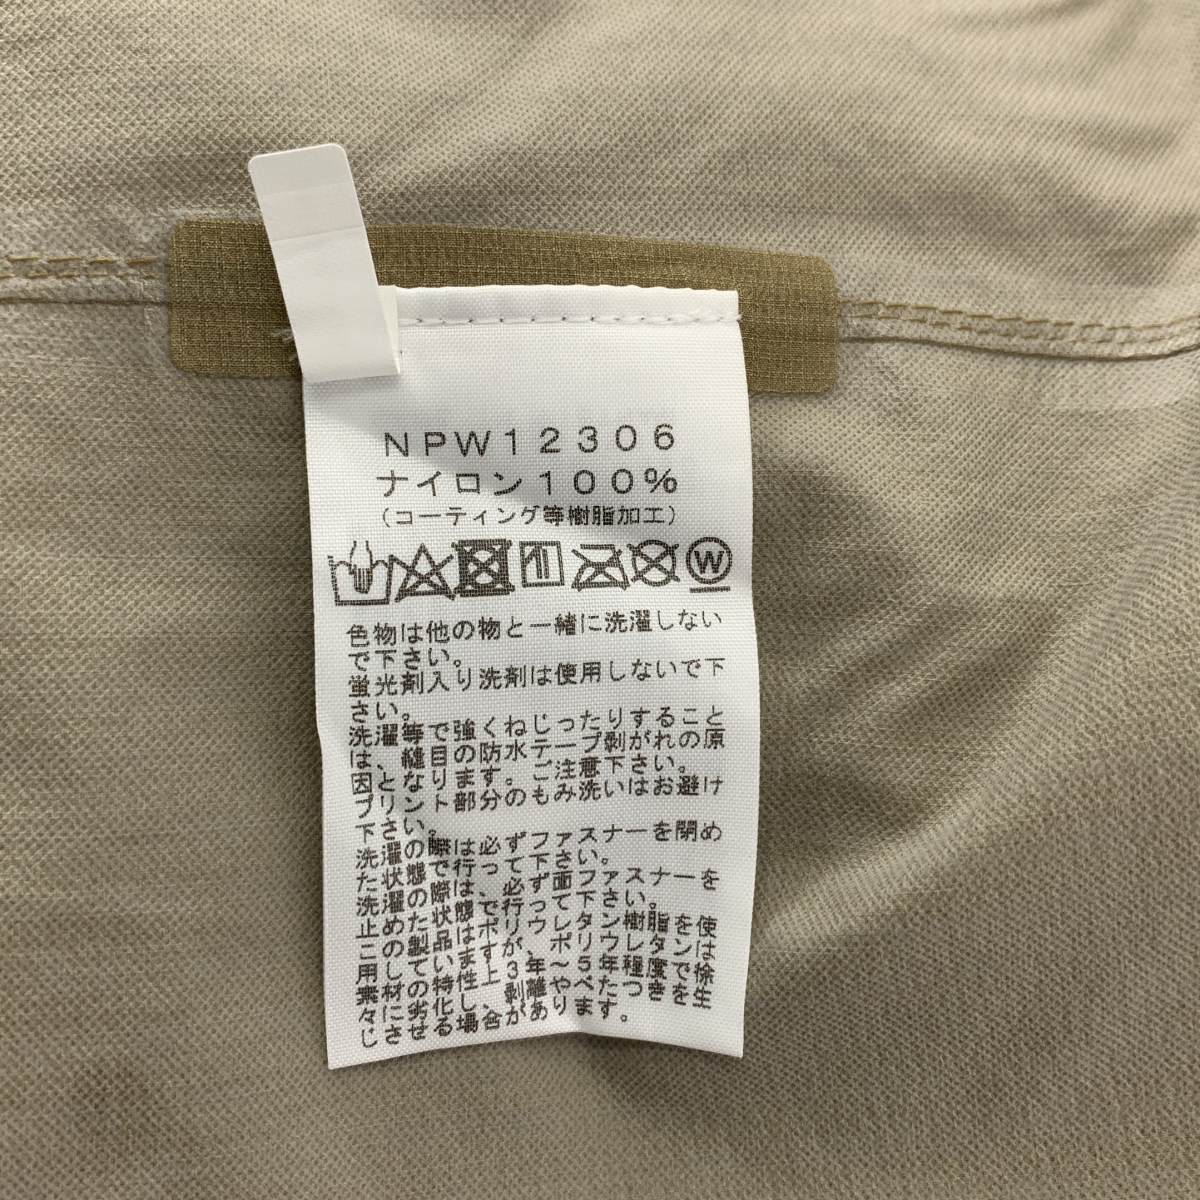 NPW12306
ナイロン100%
(コーティング等樹脂加工)
W
色物は他の物と一緒に洗濯しない
で下さい。
蛍光剤入り洗剤は使用しないで下
さい。
洗濯等で強くねじったりすること
は、縫目の防水テープ剥がれの原
因となります。ご注意下さい。
プリント部分のもみ洗いはお避け
下さい。
洗濯の際は必ずファスナーを閉め
た状態で行って下さい。
洗濯の際は、必ず面ファスナーを
止めた状態で行って下さい。
この製品はポリウレタン樹脂を使
用していますが、ポリウレタンは
素材の特性上、3～5年程度で徐
々に劣化し、剥離やべたつきを生
じさせる場合があります。